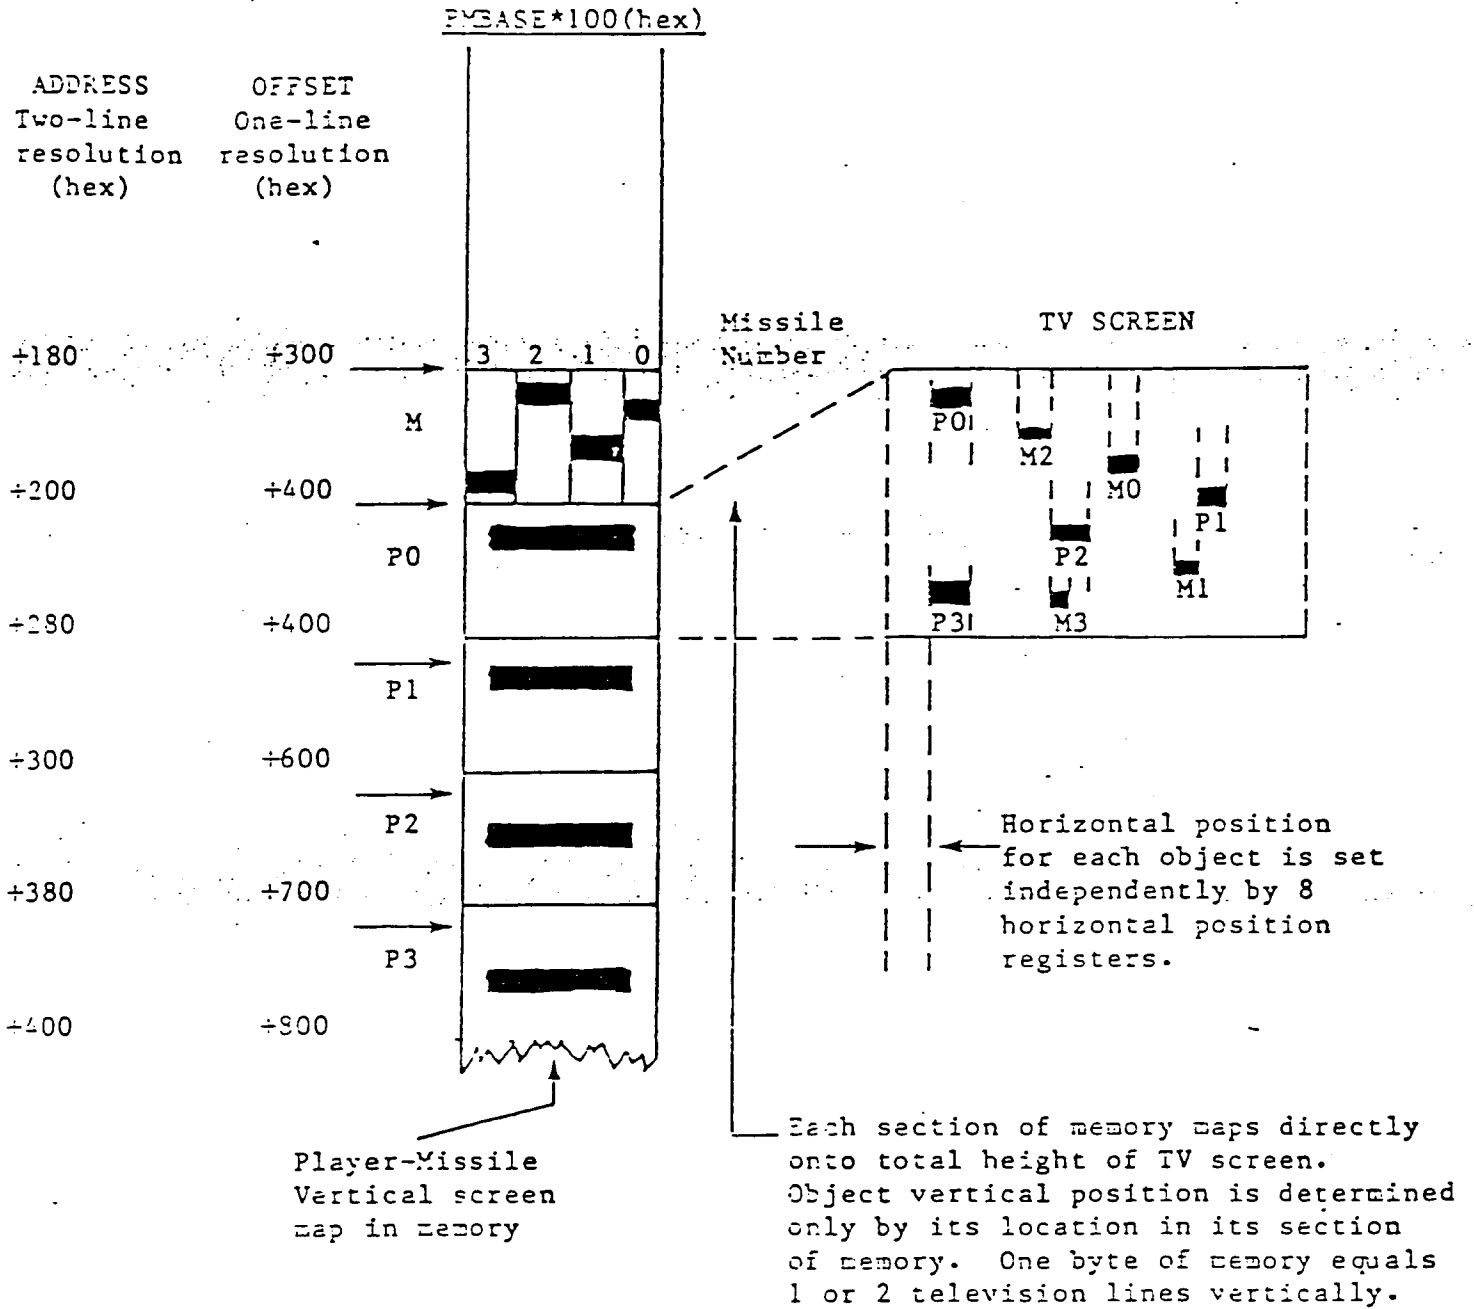 PMBASE*100(hex)
ADDRESS OFFSET
Two-line One-line
resolution resolution
(hex) (hex)
Missile TV SCREEN
Number
+180 +300 3 2 1 0
M
P0
M2
M0
+200 +400
P1
P0 P2
M1
+280 +400 P3 M3
P1
+300 +600
P2
Horizontal position
for each object is set
+380 +700 independently by 8
horizontal position
P3 registers.
+400 +900
Each section of memory maps directly
Player-Missile onto total height of TV screen.
Vertical screen Object vertical position is determined
map in memory only by its location in its section
of memory. One byte of memory equals
1 or 2 television lines vertically.